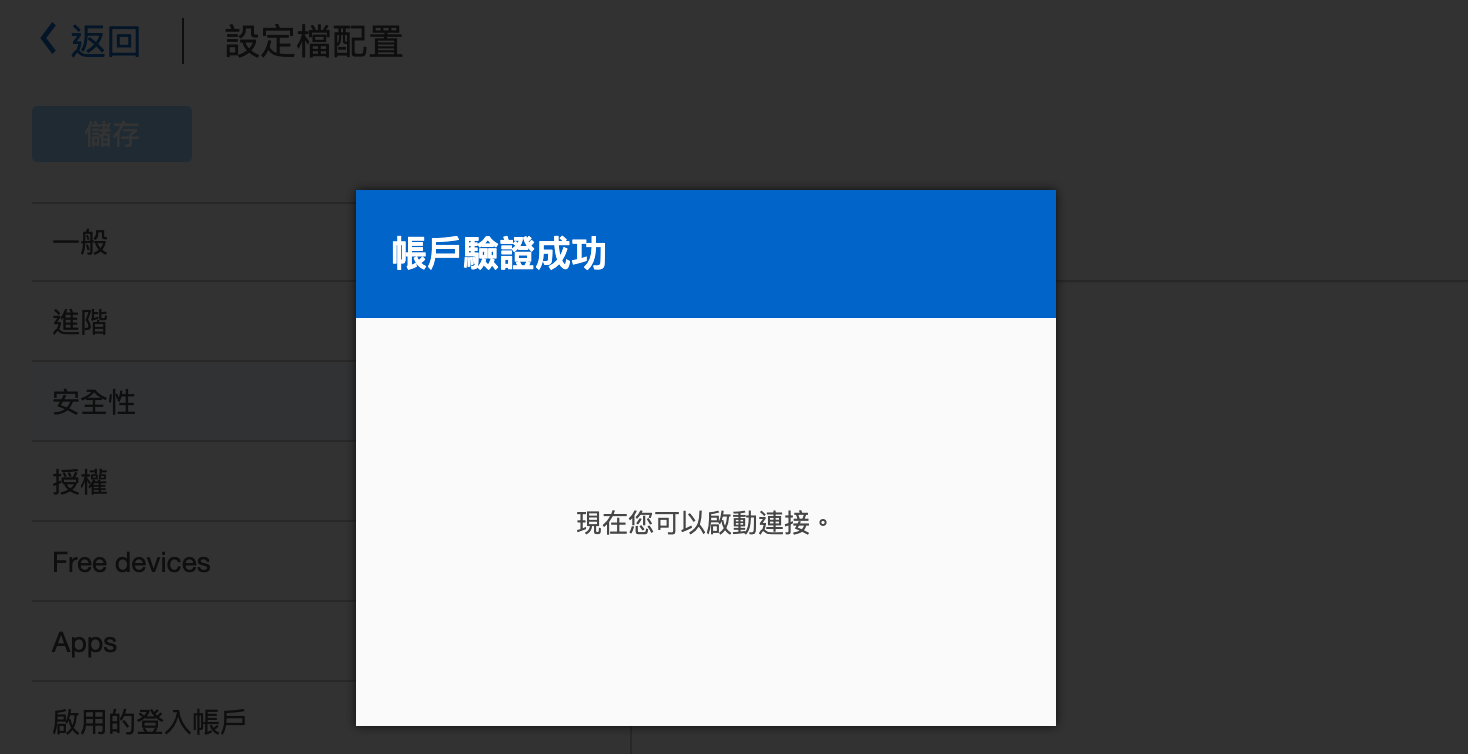 返回
設定檔配置
儲存
一般
進階
安全性
授權
Free devices
Apps
啟用的登入帳戶
帳戶驗證成功
現在您可以啟動連接。